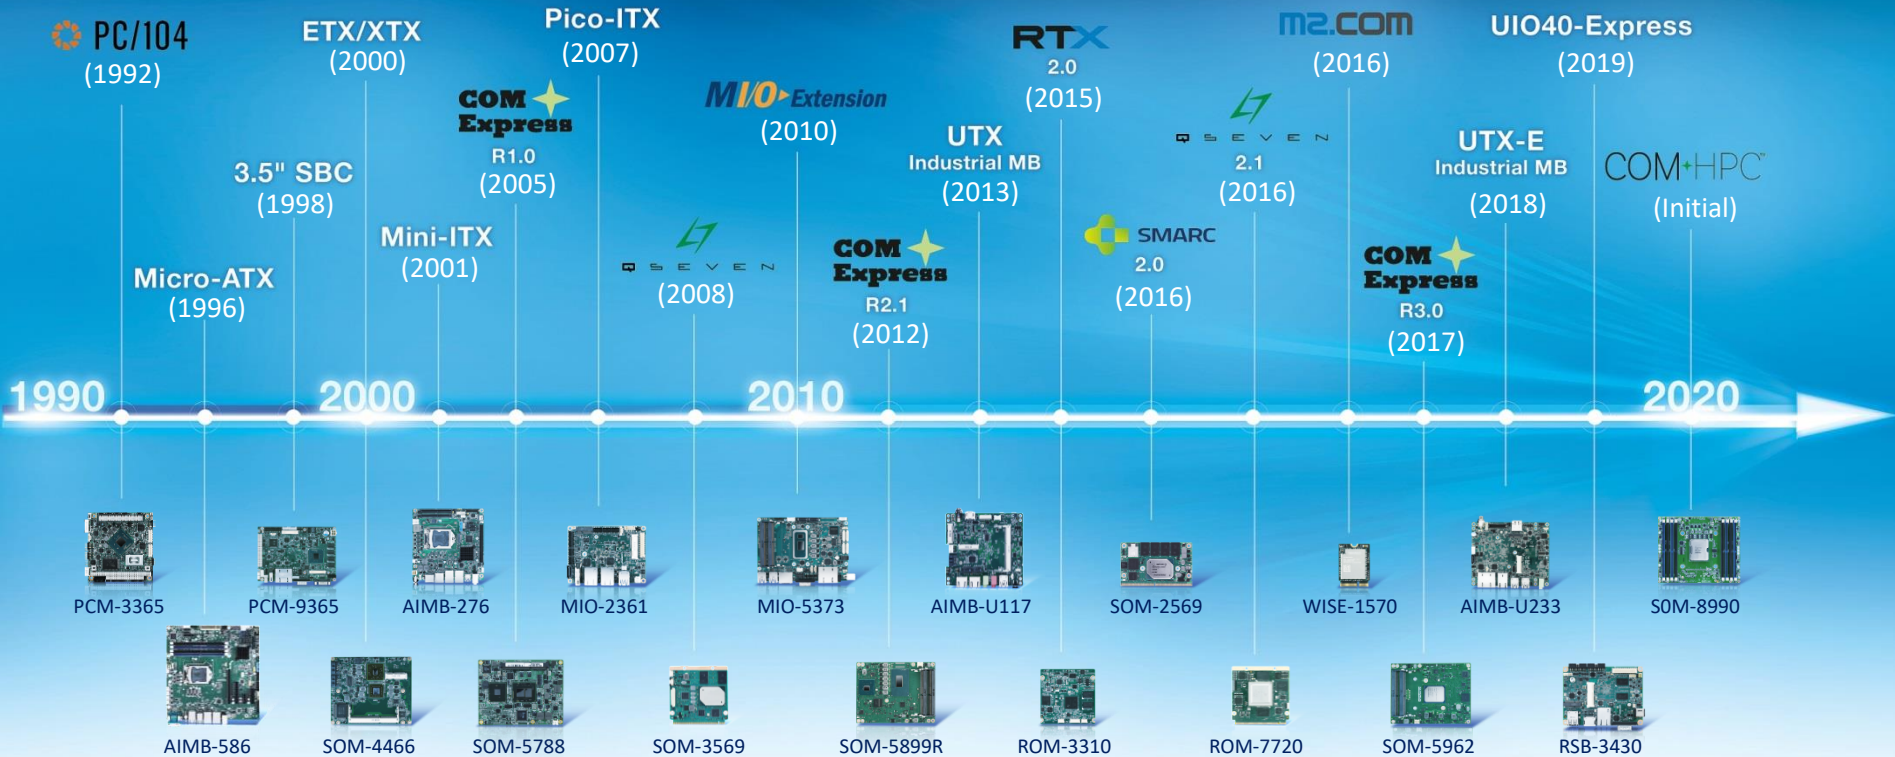 PC/104
(1992)
Micro-ATX
(1996)
3.5" SBC
(1998)
ETX/XTX
(2000)
Mini-ITX
(2001)
COM
Express
R1.0
(2005)
Pico-ITX
(2007)
QSEVEN
(2008)
MI/O Extension
(2010)
COM
Express
R2.1
(2012)
UTX
Industrial MB
(2013)
RTX
2.0
(2015)
SMARC
2.0
(2016)
QSEVEN
2.1
(2016)
m2.COM
(2016)
COM
Express
R3.0
(2017)
UTX-E
Industrial MB
(2018)
UIO40-Express
(2019)
COM+HPC™
(Initial)
1990
2000
2010
2020
PCM-3365
PCM-9365
AIMB-276
MIO-2361
MIO-5373
AIMB-U117
SOM-2569
WISE-1570
AIMB-U233
S0M-8990
AIMB-586
SOM-4466
SOM-5788
SOM-3569
SOM-5899R
ROM-3310
ROM-7720
SOM-5962
RSB-3430